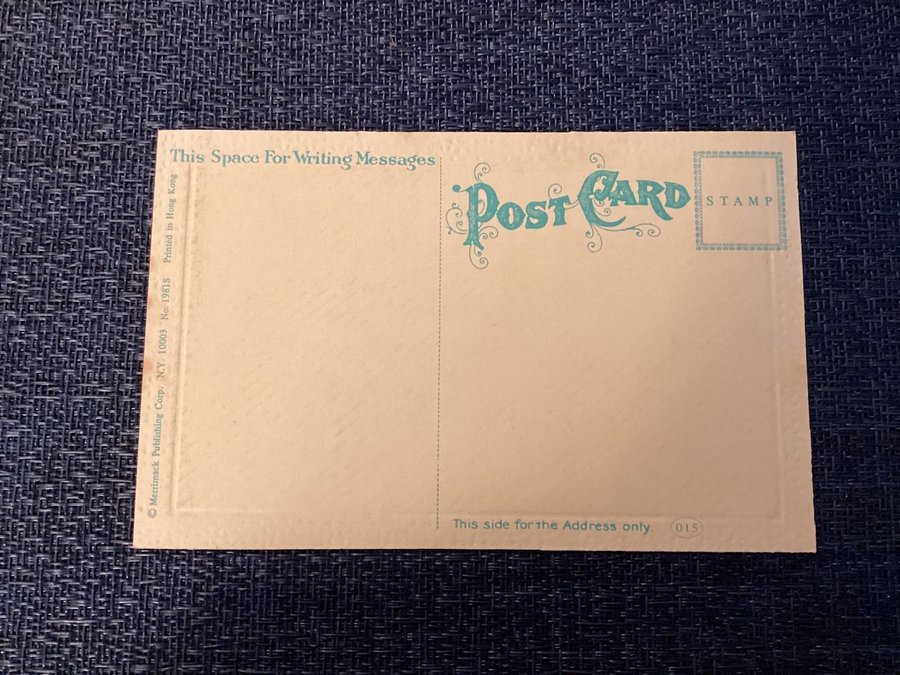 This Space For Writing Messages
POST CARD
STAMP
© Merrimack Publishing Corp. N.Y. 10003 No. 1981S Printed in Hong Kong
This side for the Address only. 015